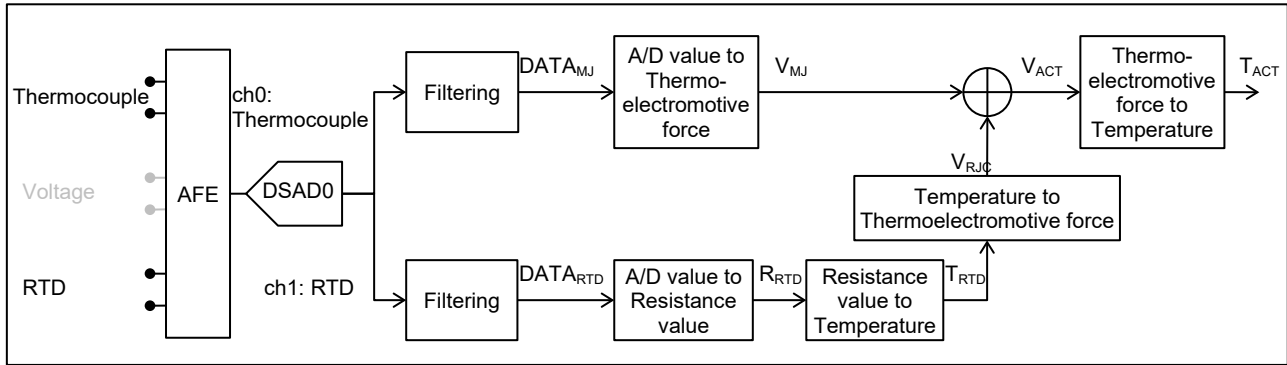 Thermocouple
Voltage
RTD
AFE
ch0:
Thermocouple
DSAD0
ch1: RTD
Filtering
DATAMJ
A/D value to
Thermo-
electromotive
force
VMJ
VACT
Thermo-
electromotive
force to
Temperature
TACT
VRJC
Temperature to
Thermoelectromotive force
Filtering
DATARTD
A/D value to
Resistance
value
RRTD
Resistance
value to
Temperature
TRTD